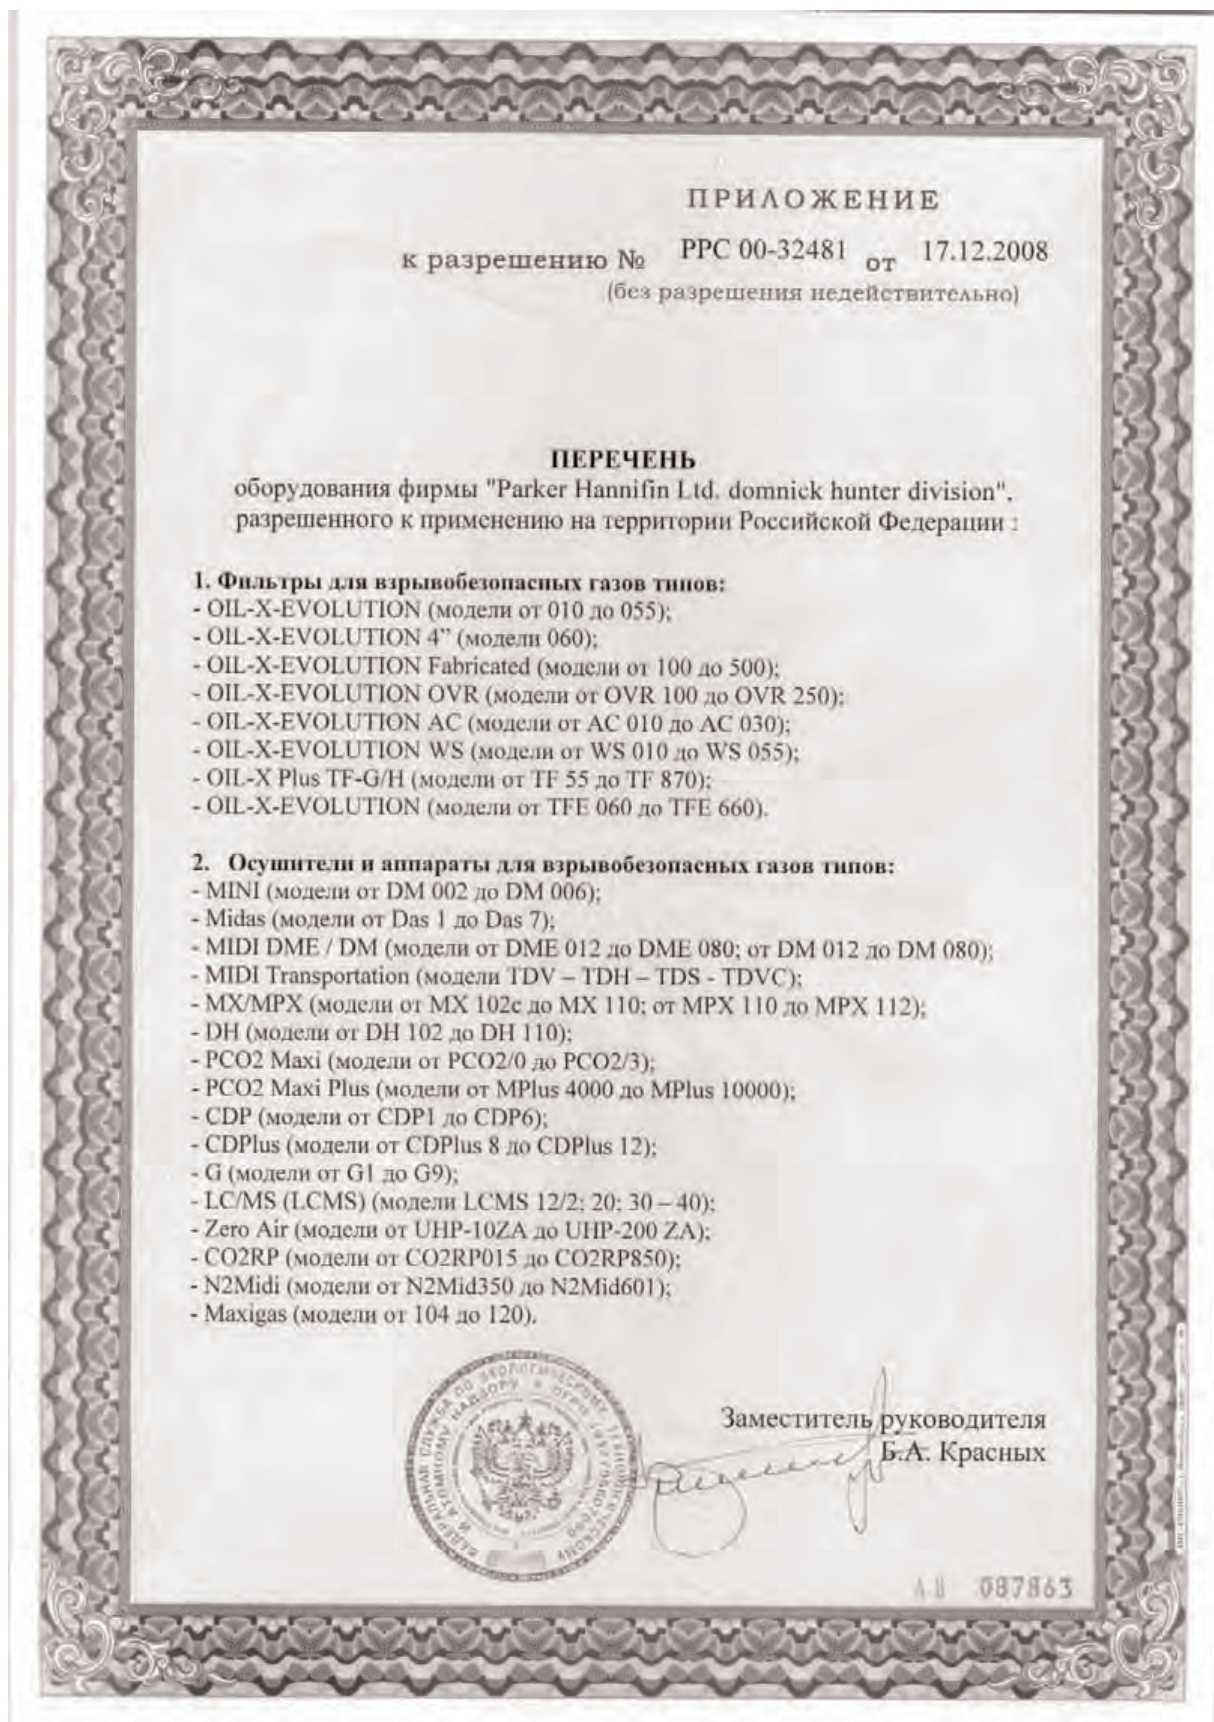 ПРИЛОЖЕНИЕ
к разрешению № РРС 00-32481 от 17.12.2008
(без разрешения недействительно)
ПЕРЕЧЕНЬ
оборудования фирмы "Parker Hannifin Ltd. domnick hunter division",
разрешенного к применению на территории Российской Федерации :
1. Фильтры для взрывобезопасных газов типов:
- OIL-X-EVOLUTION (модели от 010 до 055);
- OIL-X-EVOLUTION 4” (модели 060);
- OIL-X-EVOLUTION Fabricated (модели от 100 до 500);
- OIL-X-EVOLUTION OVR (модели от OVR 100 до OVR 250);
- OIL-X-EVOLUTION AC (модели от AC 010 до AC 030);
- OIL-X-EVOLUTION WS (модели от WS 010 до WS 055);
- OIL-X Plus TF-G/H (модели от TF 55 до TF 870);
- OIL-X-EVOLUTION (модели от TFE 060 до TFE 660).
2. Осушители и аппараты для взрывобезопасных газов типов:
- MINI (модели от DM 002 до DM 006);
- Midas (модели от Das 1 до Das 7);
- MIDI DME / DM (модели от DME 012 до DME 080; от DM 012 до DM 080);
- MIDI Transportation (модели TDV – TDH – TDS - TDVC);
- MX/MPX (модели от MX 102c до MX 110; от MPX 110 до MPX 112);
- DH (модели от DH 102 до DH 110);
- PCO2 Maxi (модели от PCO2/0 до PCO2/3);
- PCO2 Maxi Plus (модели от MPlus 4000 до MPlus 10000);
- CDP (модели от CDP1 до CDP6);
- CDPlus (модели от CDPlus 8 до CDPlus 12);
- G (модели от G1 до G9);
- LC/MS (LCMS) (модели LCMS 12/2; 20; 30 – 40);
- Zero Air (модели от UHP-10ZA до UHP-200 ZA);
- CO2RP (модели от CO2RP015 до CO2RP850);
- N2Midi (модели от N2Mid350 до N2Mid601);
- Maxigas (модели от 104 до 120).
ФЕДЕРАЛЬНАЯ СЛУЖБА ПО ЭКОЛОГИЧЕСКОМУ, ТЕХНОЛОГИЧЕСКОМУ
И АТОМНОМУ НАДЗОРУ
Заместитель руководителя
Б.А. Красных
087863